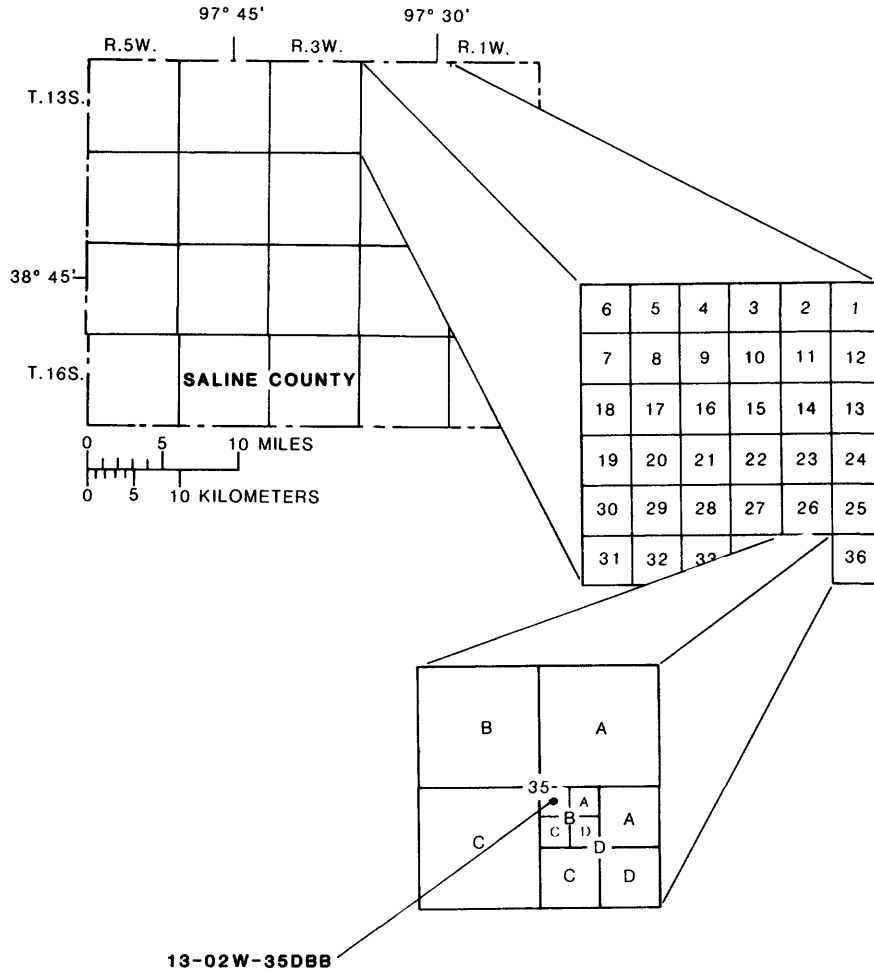 97° 45' 97° 30'
R.5W. R.3W. R.1W.
T.13S.
38° 45'
T.16S.
SALINE COUNTY
0 5 10 MILES
0 5 10 KILOMETERS
6 5 4 3 2 1
7 8 9 10 11 12
18 17 16 15 14 13
19 20 21 22 23 24
30 29 28 27 26 25
31 32 33 36
B A
35
A
B A
C D
C D
C D
13-02W-35DBB